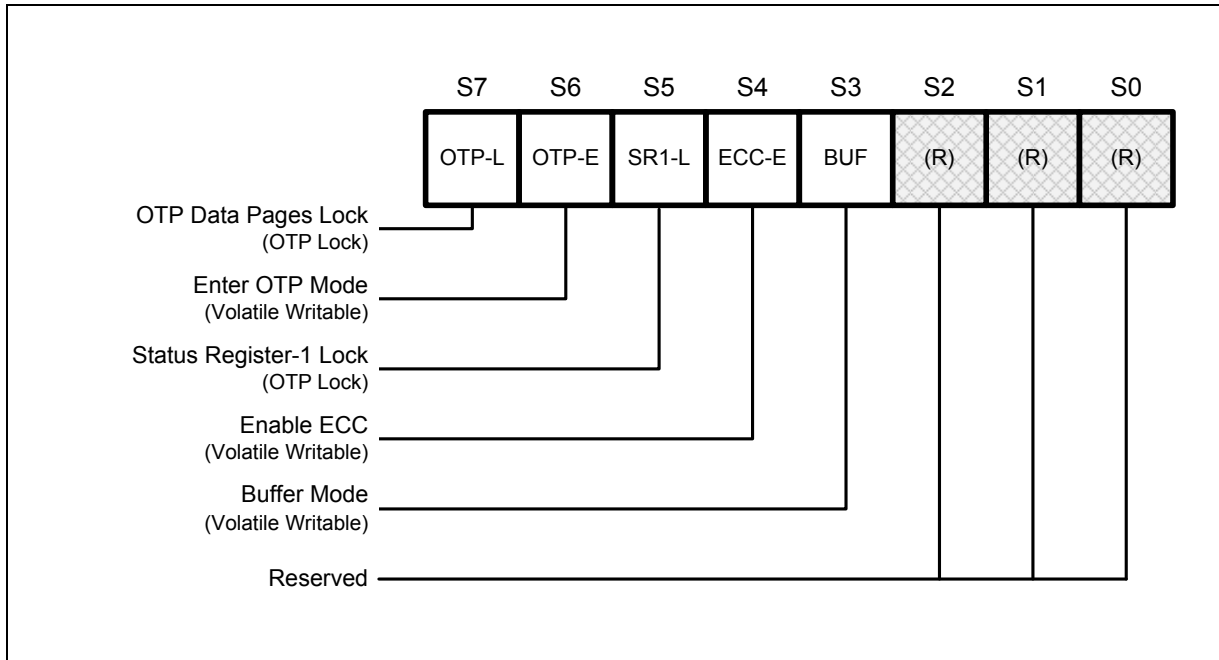 S7 S6 S5 S4 S3 S2 S1 S0
OTP-L OTP-E SR1-L ECC-E BUF (R) (R) (R)
OTP Data Pages Lock
(OTP Lock)
Enter OTP Mode
(Volatile Writable)
Status Register-1 Lock
(OTP Lock)
Enable ECC
(Volatile Writable)
Buffer Mode
(Volatile Writable)
Reserved